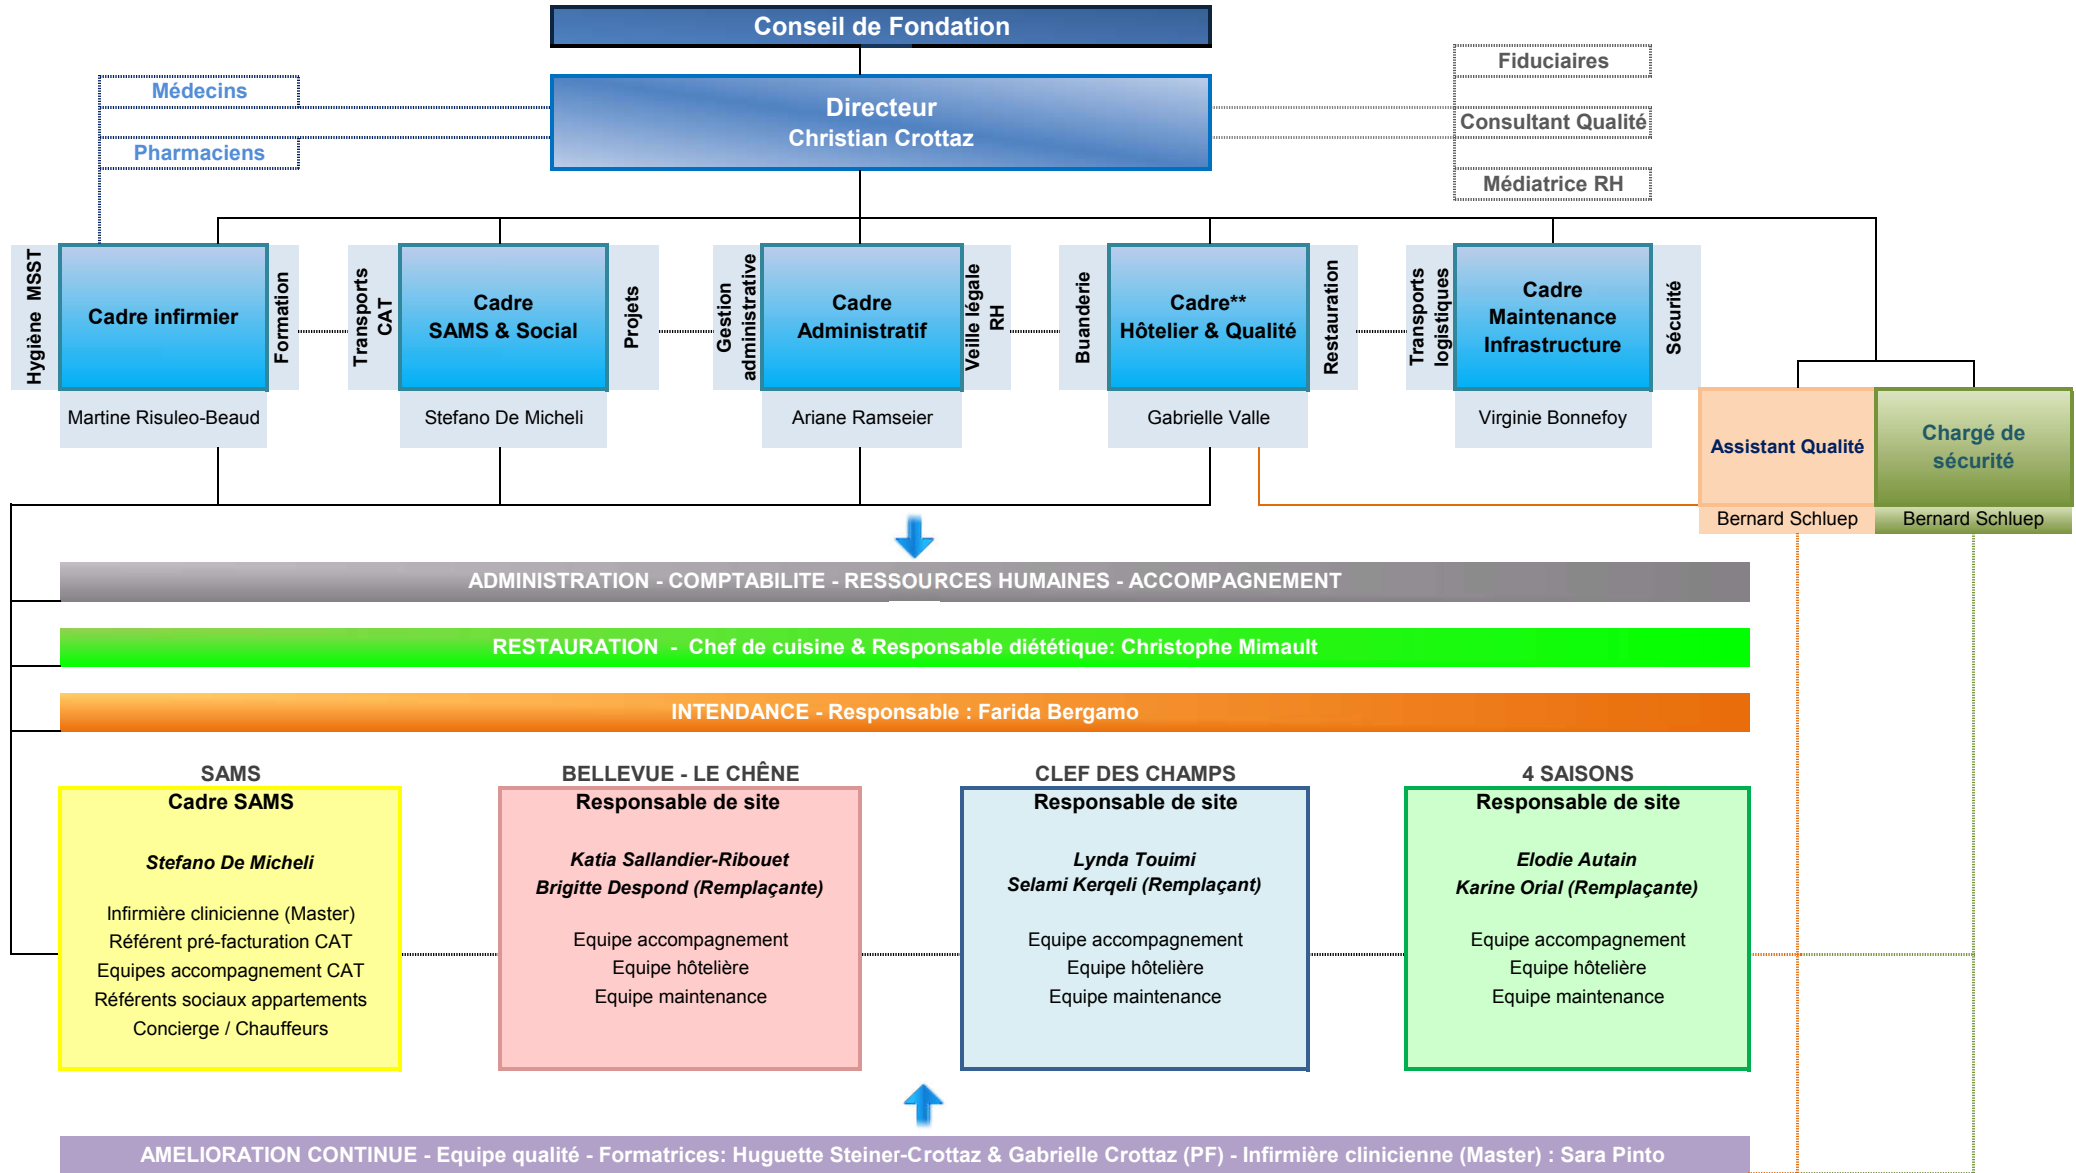 Conseil de Fondation
Directeur
Christian Crottaz
Médecins
Pharmaciens
Fiduciaires
Consultant Qualité
Médiatrice RH
Hygiène MSST
Cadre infirmier
Formation
Martine Risuleo-Beaud
Transports
CAT
Cadre
SAMS & Social
Projets
Stefano De Micheli
Gestion
administrative
Cadre
Administratif
Veille légale
RH
Ariane Ramseier
Buanderie
Cadre**
Hôtelier & Qualité
Restauration
Gabrielle Valle
Transports
logistiques
Cadre
Maintenance
Infrastructure
Sécurité
Virginie Bonnefoy
Assistant Qualité
Bernard Schluep
Chargé de
sécurité
Bernard Schluep
ADMINISTRATION - COMPTABILITE - RESSOURCES HUMAINES - ACCOMPAGNEMENT
RESTAURATION - Chef de cuisine & Responsable diététique: Christophe Mimault
INTENDANCE - Responsable : Farida Bergamo
SAMS
Cadre SAMS
Stefano De Micheli
Infirmière clinicienne (Master)
Référent pré-facturation CAT
Equipes accompagnement CAT
Référents sociaux appartements
Concierge / Chauffeurs
BELLEVUE - LE CHÊNE
Responsable de site
Katia Sallandier-Ribouet
Brigitte Despond (Remplaçante)
Equipe accompagnement
Equipe hôtelière
Equipe maintenance
CLEF DES CHAMPS
Responsable de site
Lynda Touimi
Selami Kerqeli (Remplaçant)
Equipe accompagnement
Equipe hôtelière
Equipe maintenance
4 SAISONS
Responsable de site
Elodie Autain
Karine Orial (Remplaçante)
Equipe accompagnement
Equipe hôtelière
Equipe maintenance
AMELIORATION CONTINUE - Equipe qualité - Formatrices: Huguette Steiner-Crottaz & Gabrielle Crottaz (PF) - Infirmière clinicienne (Master) : Sara Pinto